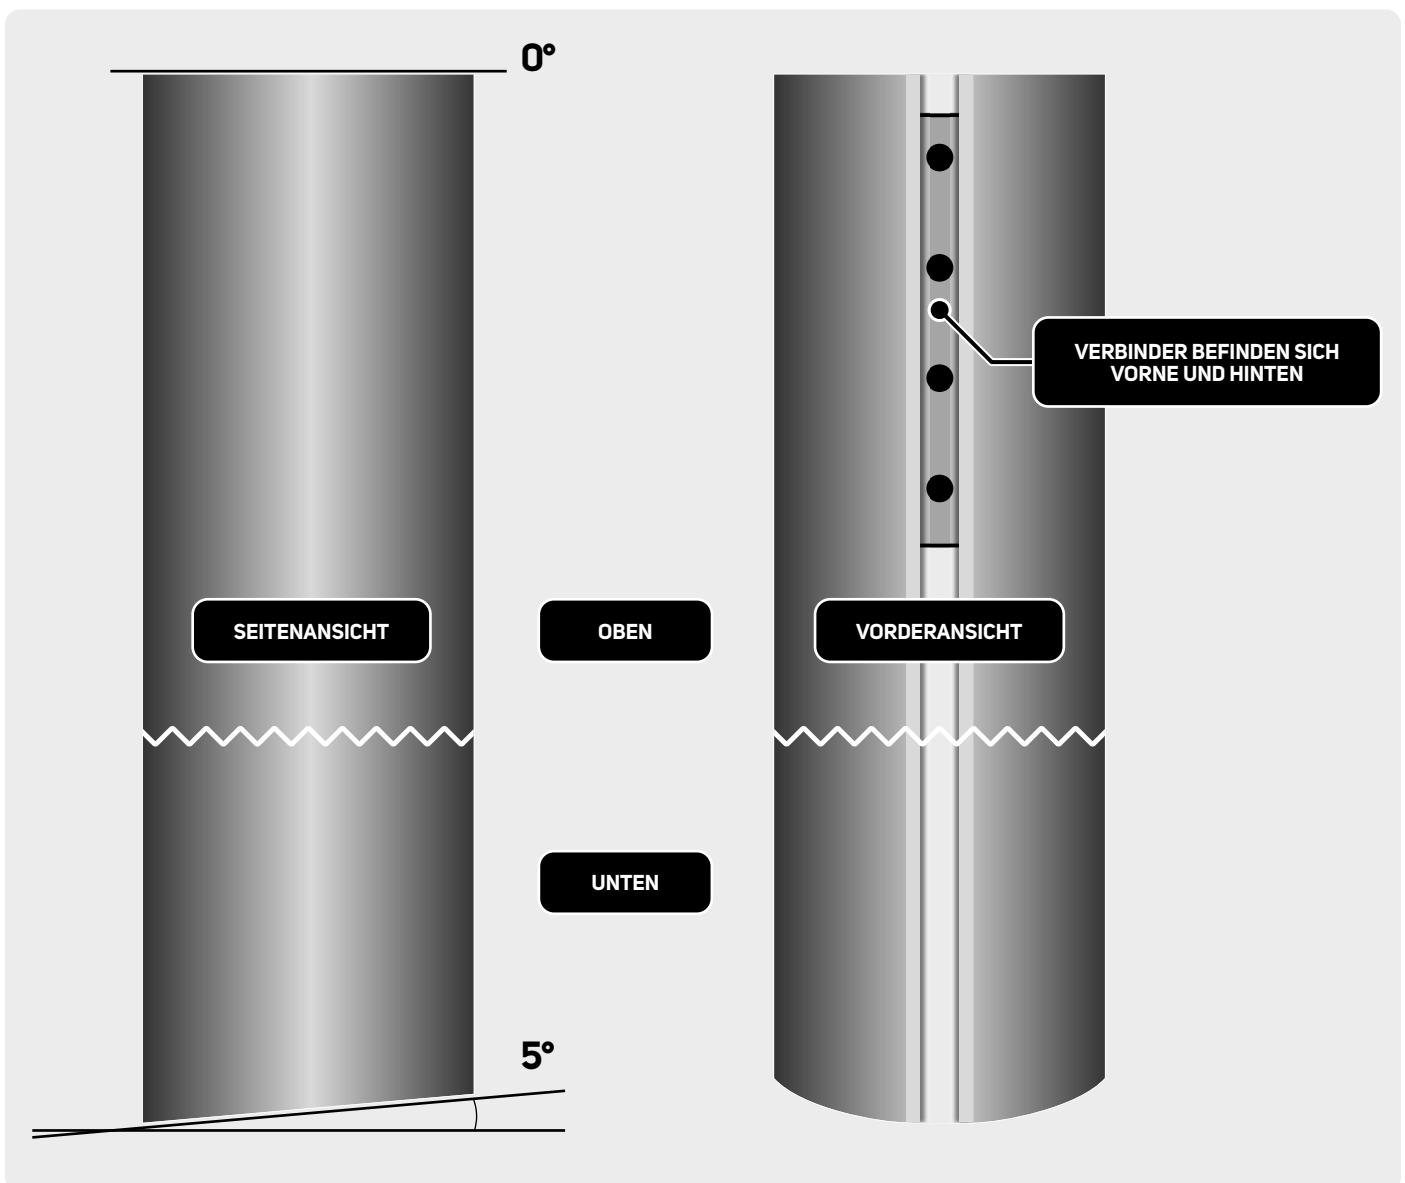 0°
VERBINDER BEFINDEN SICH
VORNE UND HINTEN
SEITENANSICHT
OBEN
VORDERANSICHT
UNTEN
5°